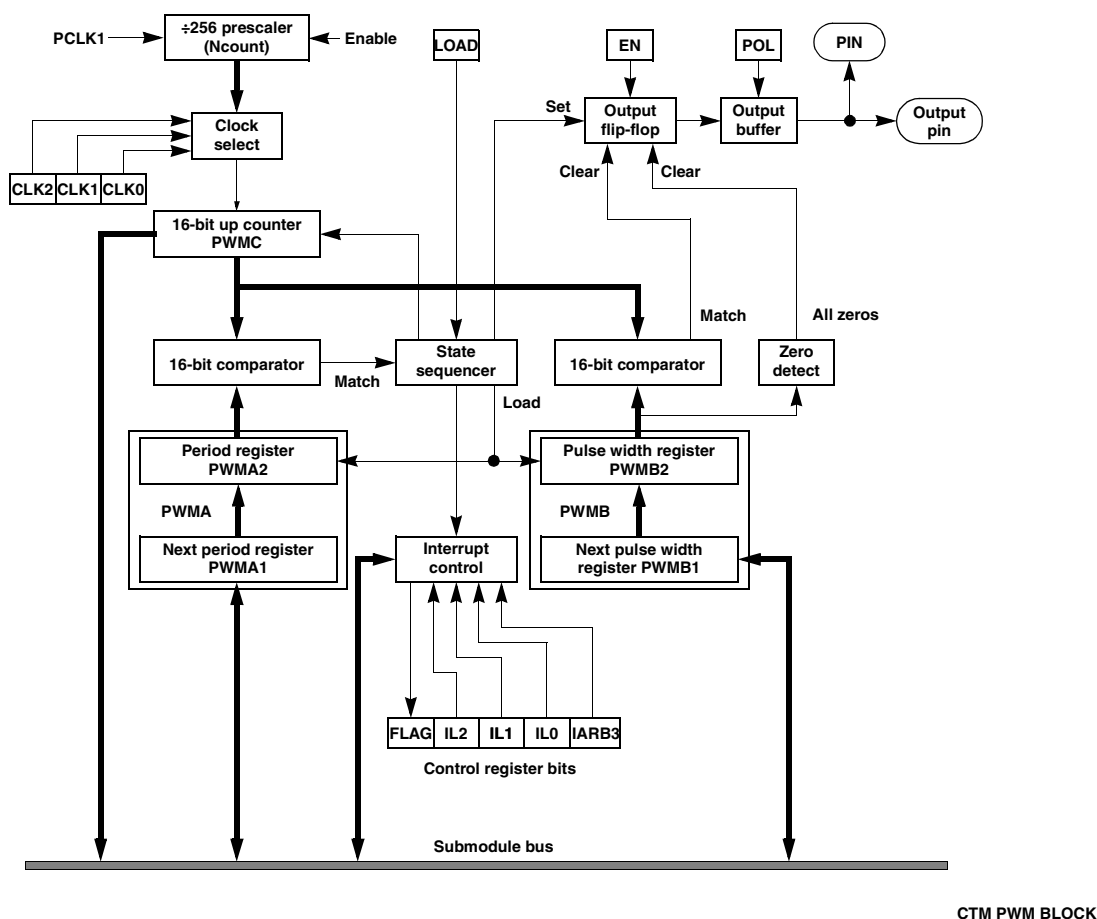 ÷256 prescaler
(Ncount)
PCLK1
Enable
LOAD
EN
POL
PIN
Clock
select
Set
Output
flip-flop
Output
buffer
Output
pin
CLK2
CLK1
CLK0
Clear
Clear
16-bit up counter
PWMC
Match
All zeros
16-bit comparator
Match
State
sequencer
16-bit comparator
Zero
detect
Load
Period register
PWMA2
Pulse width register
PWMB2
PWMA
PWMB
Next period register
PWMA1
Interrupt
control
Next pulse width
register PWMB1
FLAG
IL2
IL1
IL0
IARB3
Control register bits
Submodule bus
CTM PWM BLOCK